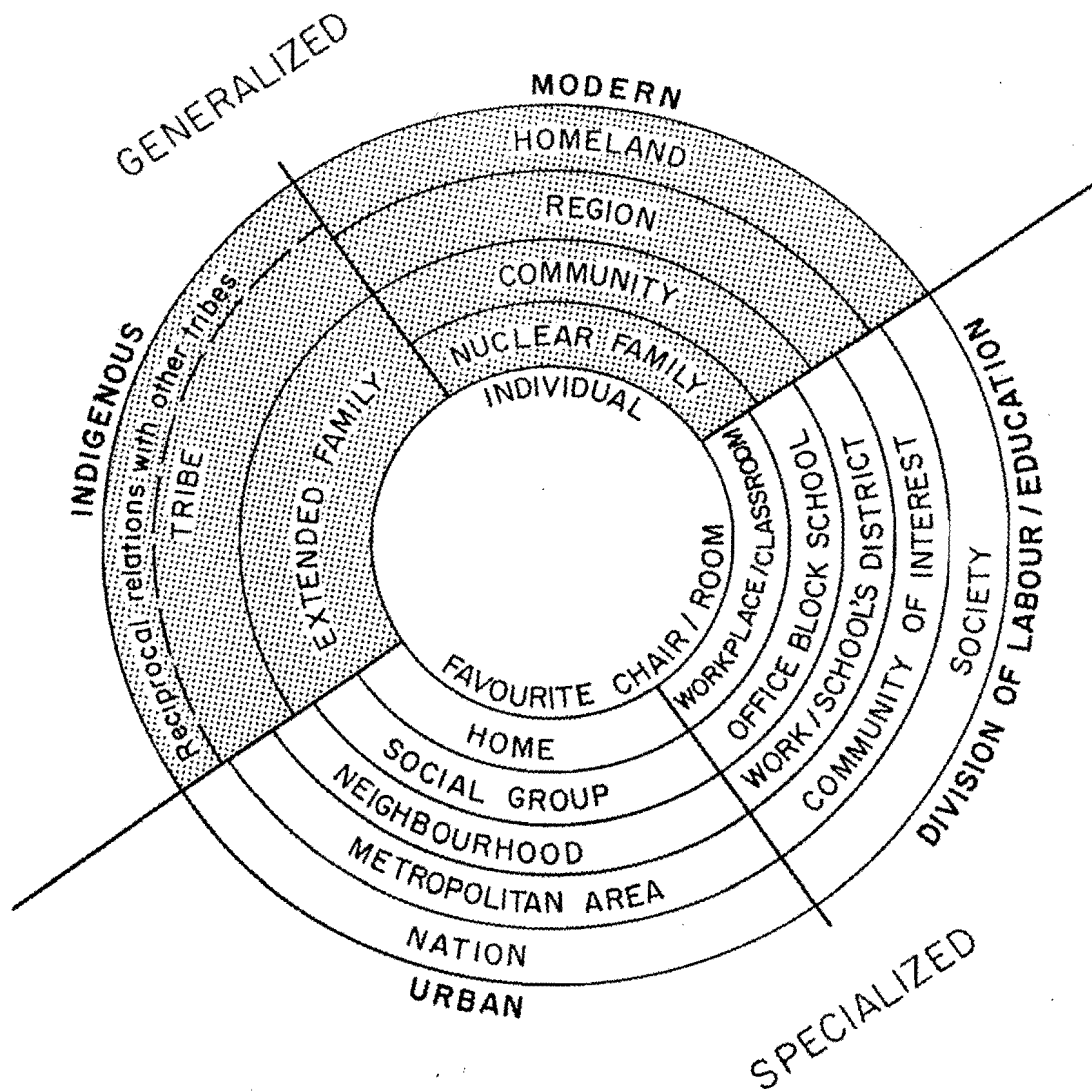 GENERALIZED
MODERN
HOMELAND
REGION
COMMUNITY
NUCLEAR FAMILY
INDIVIDUAL
INDIGENOUS
Reciprocal relations with other tribes
TRIBE
EXTENDED FAMILY
FAVOURITE CHAIR / ROOM
WORKPLACE/CLASSROOM
OFFICE BLOCK SCHOOL
WORK/SCHOOL'S DISTRICT
COMMUNITY OF INTEREST
SOCIETY
DIVISION OF LABOUR/EDUCATION
HOME
SOCIAL GROUP
NEIGHBOURHOOD
METROPOLITAN AREA
NATION
URBAN
SPECIALIZED